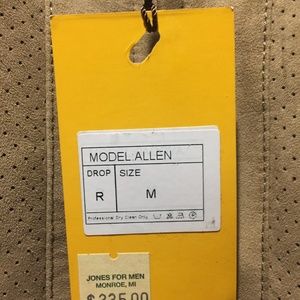 MODEL:ALLEN
DROP SIZE
R M
Professional Dry Clean Only
JONES FOR MEN
MONROE, MI
$335.00